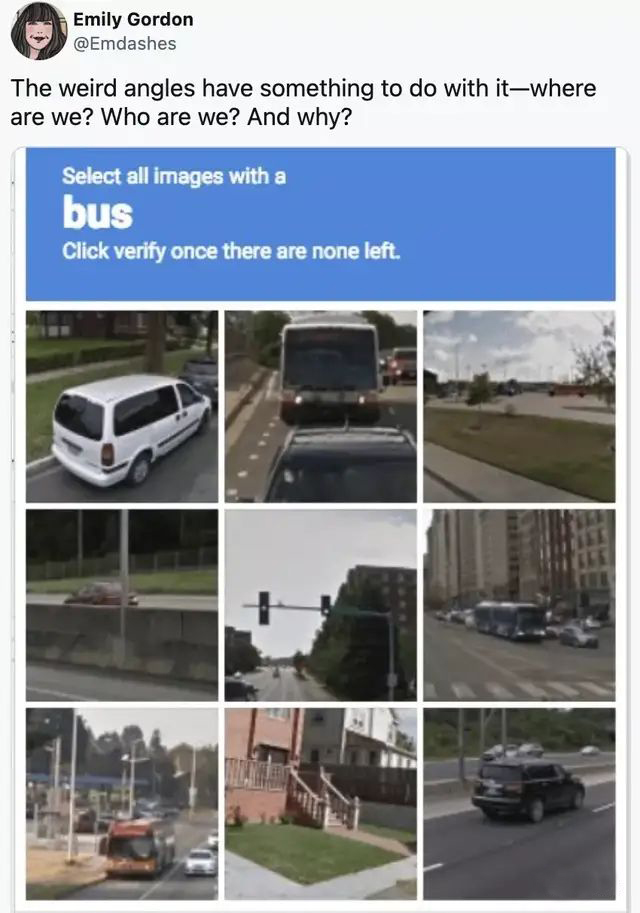 Emily Gordon
@Emdashes
The weird angles have something to do with it—where
are we? Who are we? And why?
Select all images with a
bus
Click verify once there are none left.